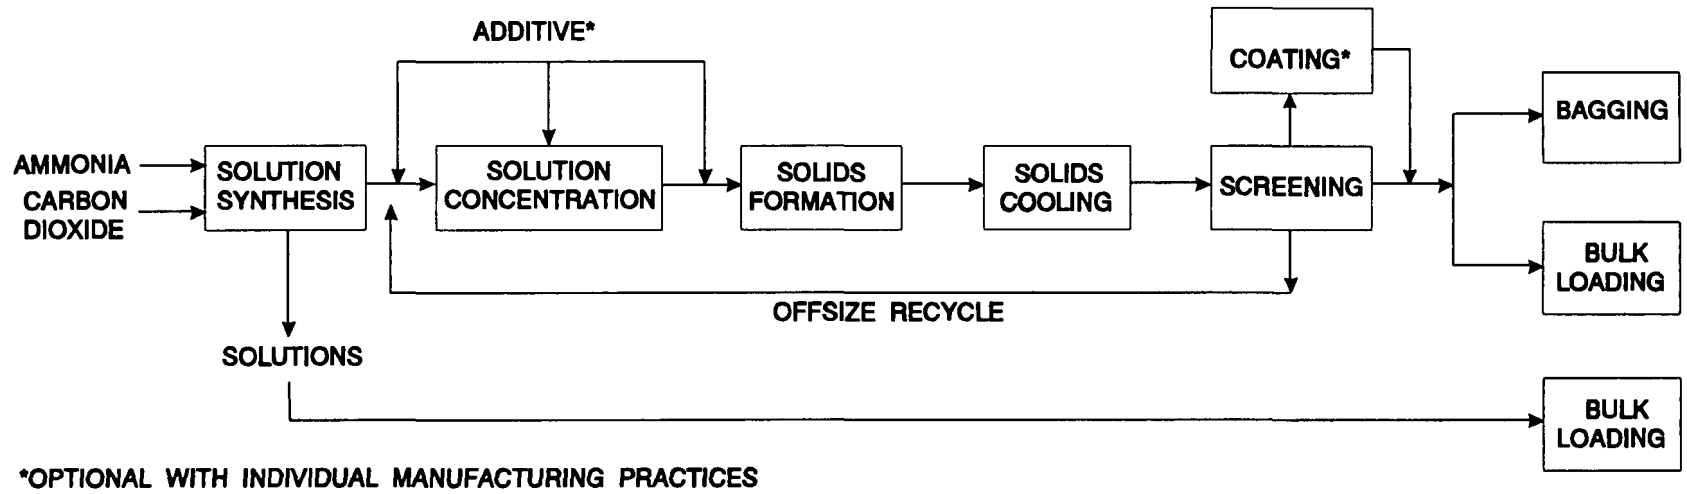 ADDITIVE*
COATING*
BAGGING
AMMONIA
CARBON
DIOXIDE
SOLUTION
SYNTHESIS
SOLUTION
CONCENTRATION
SOLIDS
FORMATION
SOLIDS
COOLING
SCREENING
BULK
LOADING
OFFSIZE RECYCLE
SOLUTIONS
BULK
LOADING
*OPTIONAL WITH INDIVIDUAL MANUFACTURING PRACTICES